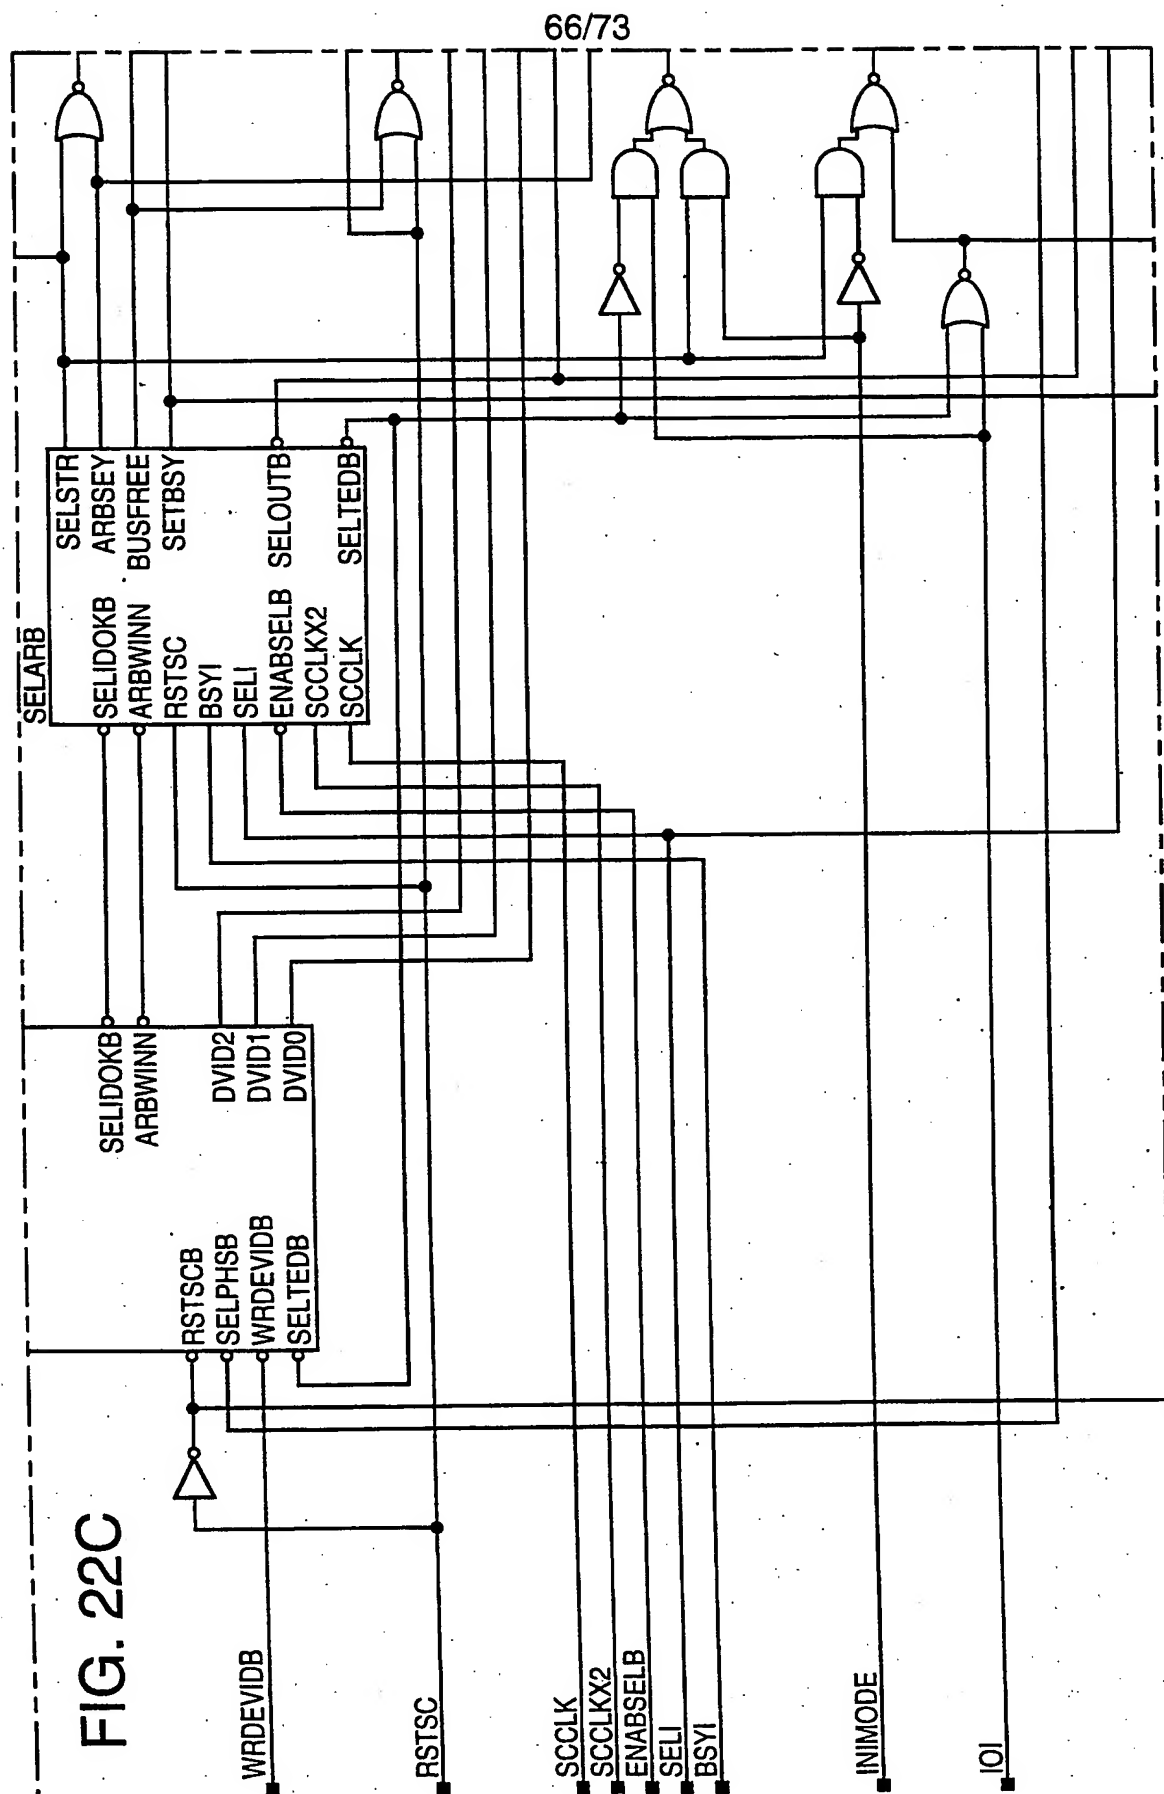 66/73
SELARB
SELSTR
ARBSEY
BUSFREE
SETBSY
SELOUTB
SELTEDB
SELIDOKB
ARBWINN
RSTSC
BSYI
SELI
ENABSELB
SCCLKX2
SCCLK
SELIDOKB
ARBWINN
DVID2
DVID1
DVID0
RSTSCB
SELPHSB
WRDEVIDB
SELTEDB
FIG. 22C
WRDEVIDB
RSTSC
SCCLK
SCCLKX2
ENABSELB
SELI
BSYI
INIMODE
IOI